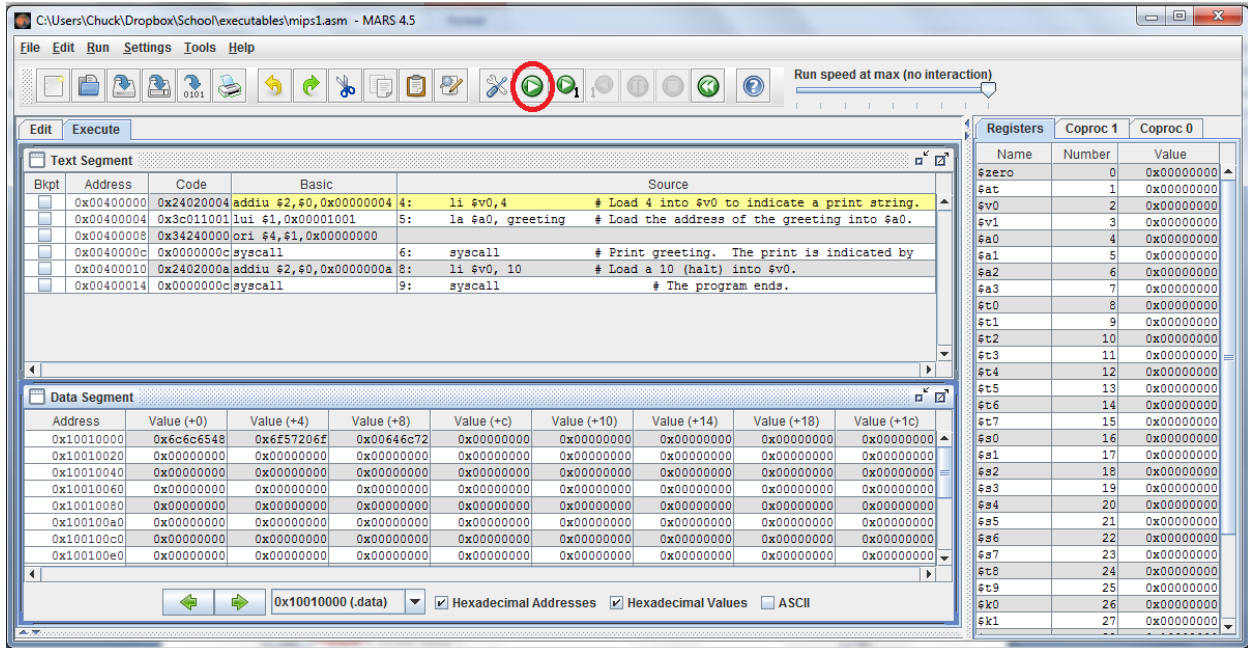 C:\Users\Chuck\Dropbox\School\executables\mips1.asm - MARS 4.5
File Edit Run Settings Tools Help
Run speed at max (no interaction)
Edit Execute
Text Segment
Bkpt Address Code Basic Source
0x00400000 0x24020004 addiu $2,$0,0x00000004 4: li $v0,4 # Load 4 into $v0 to indicate a print string.
0x00400004 0x3c011001 lui $1,0x00001001 5: la $a0, greeting # Load the address of the greeting into $a0.
0x00400008 0x34240000 ori $4,$1,0x00000000
0x0040000c 0x0000000c syscall 6: syscall # Print greeting. The print is indicated by
0x00400010 0x2402000a addiu $2,$0,0x0000000a 8: li $v0, 10 # Load a 10 (halt) into $v0.
0x00400014 0x0000000c syscall 9: syscall # The program ends.
Data Segment
Address Value (+0) Value (+4) Value (+8) Value (+c) Value (+10) Value (+14) Value (+18) Value (+1c)
0x10010000 0x6c6c6548 0x6f57206f 0x00646c72 0x00000000 0x00000000 0x00000000 0x00000000 0x00000000
0x10010020 0x00000000 0x00000000 0x00000000 0x00000000 0x00000000 0x00000000 0x00000000 0x00000000
0x10010040 0x00000000 0x00000000 0x00000000 0x00000000 0x00000000 0x00000000 0x00000000 0x00000000
0x10010060 0x00000000 0x00000000 0x00000000 0x00000000 0x00000000 0x00000000 0x00000000 0x00000000
0x10010080 0x00000000 0x00000000 0x00000000 0x00000000 0x00000000 0x00000000 0x00000000 0x00000000
0x100100a0 0x00000000 0x00000000 0x00000000 0x00000000 0x00000000 0x00000000 0x00000000 0x00000000
0x100100c0 0x00000000 0x00000000 0x00000000 0x00000000 0x00000000 0x00000000 0x00000000 0x00000000
0x100100e0 0x00000000 0x00000000 0x00000000 0x00000000 0x00000000 0x00000000 0x00000000 0x00000000
0x10010000 (.data) Hexadecimal Addresses Hexadecimal Values ASCII
Registers Coproc 1 Coproc 0
Name Number Value
$zero 0 0x00000000
$at 1 0x00000000
$v0 2 0x00000000
$v1 3 0x00000000
$a0 4 0x00000000
$a1 5 0x00000000
$a2 6 0x00000000
$a3 7 0x00000000
$t0 8 0x00000000
$t1 9 0x00000000
$t2 10 0x00000000
$t3 11 0x00000000
$t4 12 0x00000000
$t5 13 0x00000000
$t6 14 0x00000000
$t7 15 0x00000000
$s0 16 0x00000000
$s1 17 0x00000000
$s2 18 0x00000000
$s3 19 0x00000000
$s4 20 0x00000000
$s5 21 0x00000000
$s6 22 0x00000000
$s7 23 0x00000000
$t8 24 0x00000000
$t9 25 0x00000000
$k0 26 0x00000000
$k1 27 0x00000000